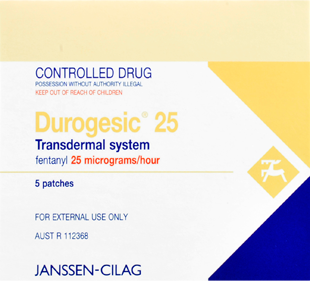 CONTROLLED DRUG
POSSESSION WITHOUT AUTHORITY ILLEGAL
KEEP OUT OF REACH OF CHILDREN
Durogesic® 25
Transdermal system
fentanyl 25 micrograms/hour
5 patches
FOR EXTERNAL USE ONLY
AUST R 112368
JANSSEN-CILAG